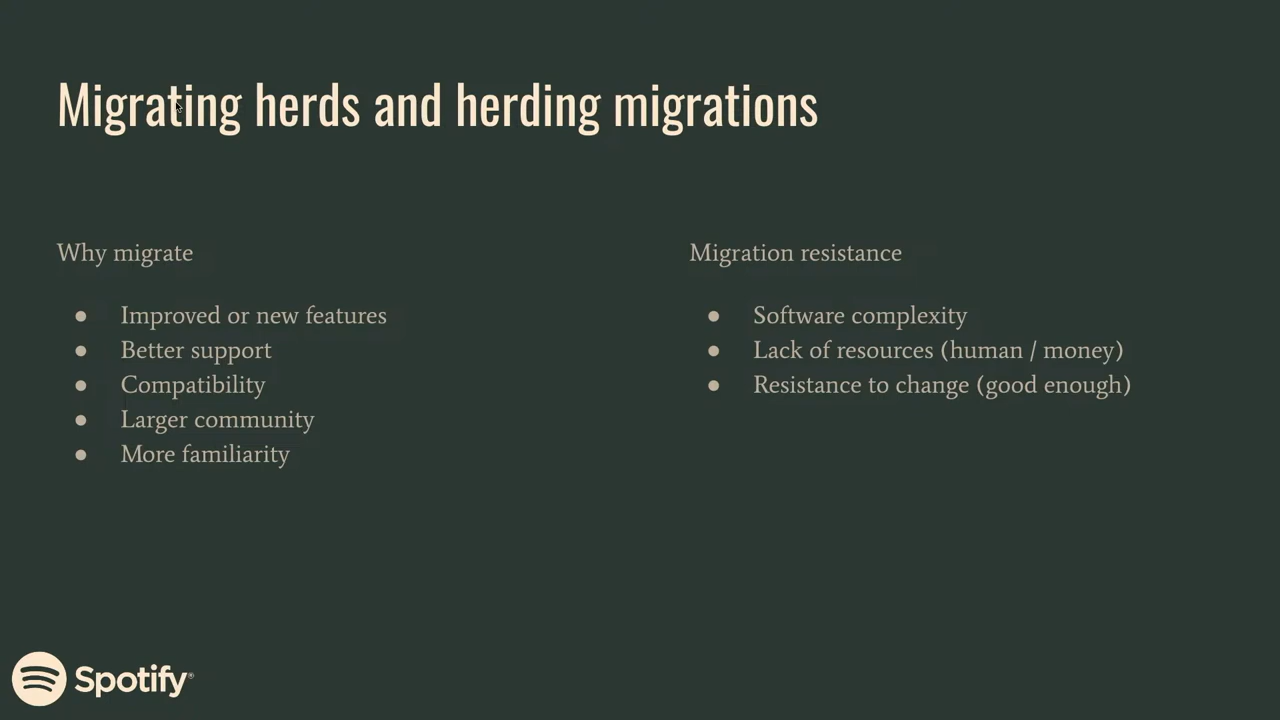 Migrating herds and herding migrations
Why migrate
● Improved or new features
● Better support
● Compatibility
● Larger community
● More familiarity
Migration resistance
● Software complexity
● Lack of resources (human / money)
● Resistance to change (good enough)
Spotify®